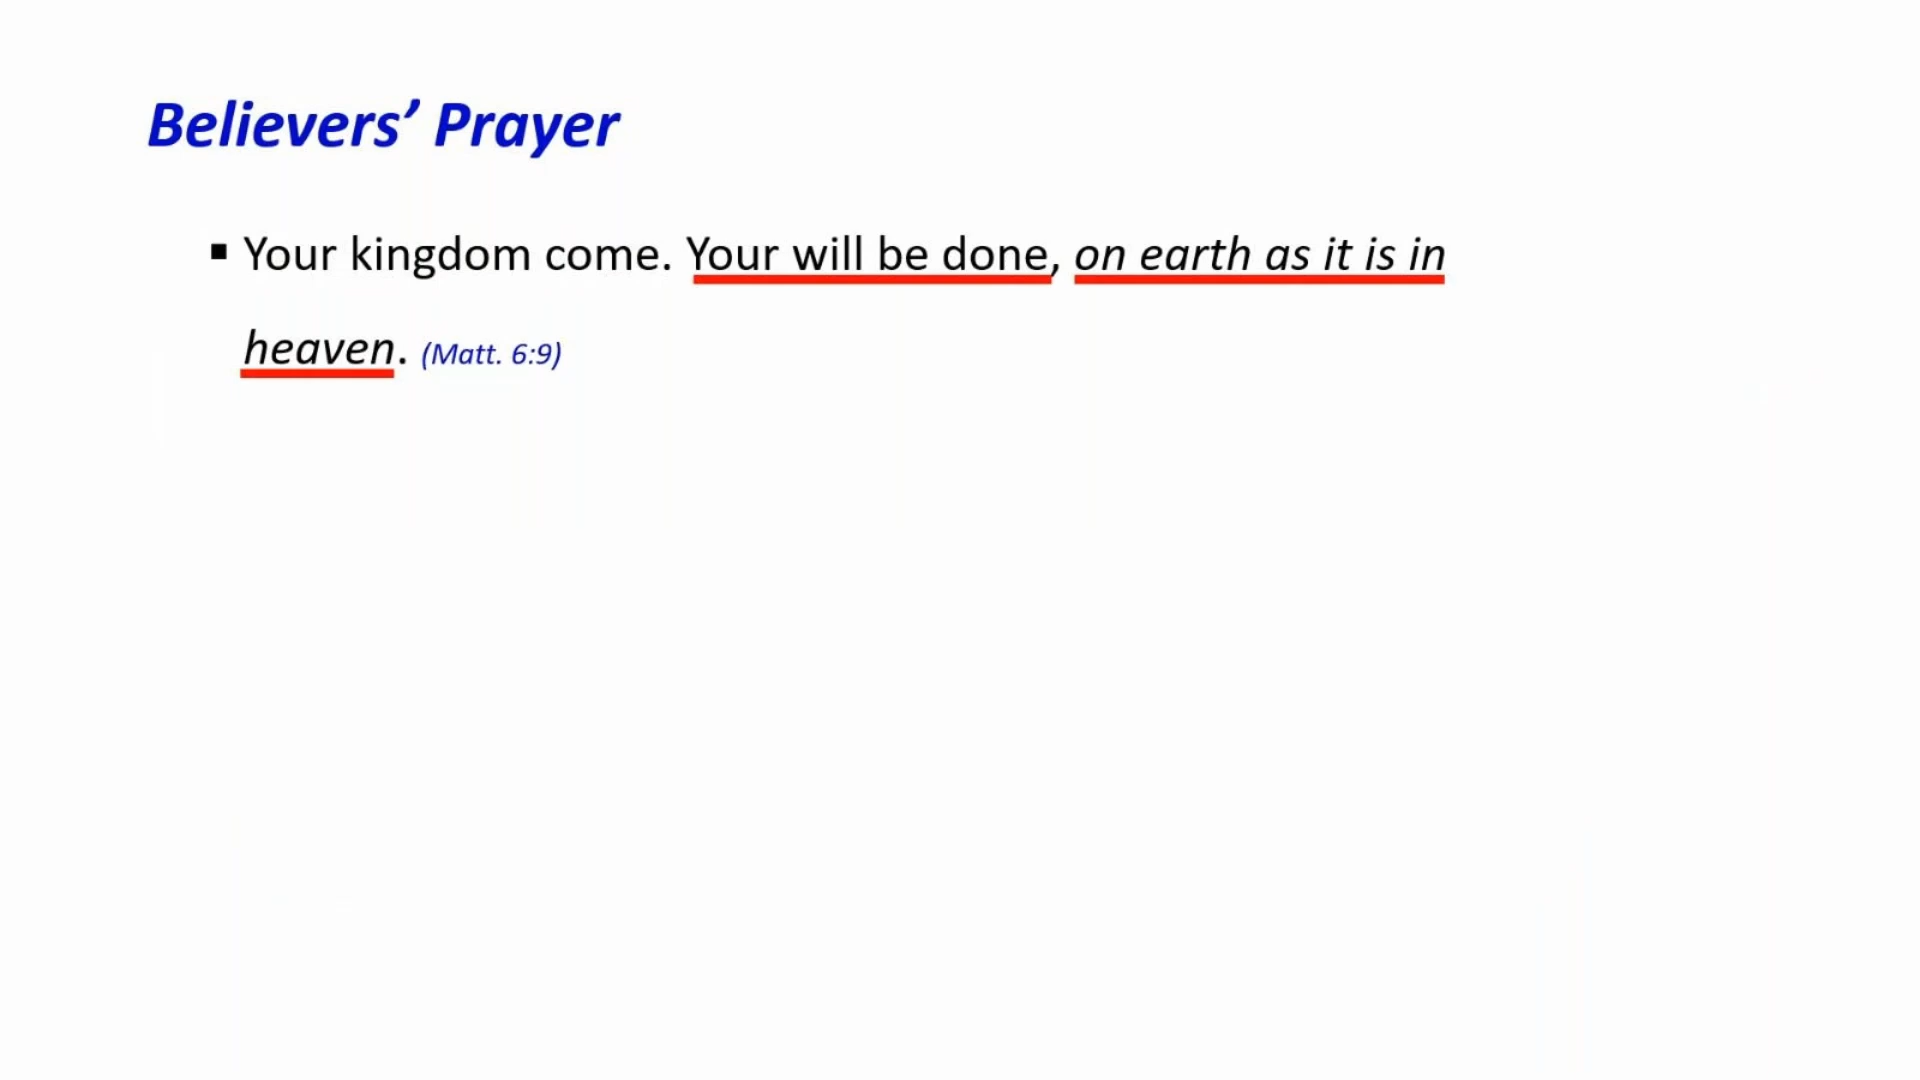 Believers’ Prayer
▪ Your kingdom come. Your will be done, on earth as it is in
heaven. (Matt. 6:9)